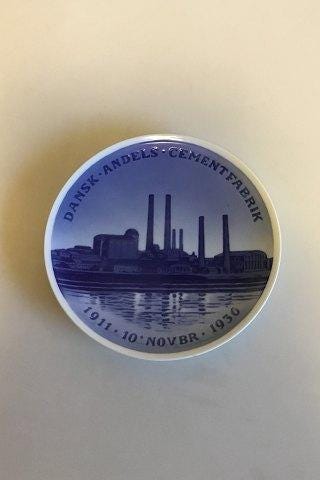 DANSK · ANDELS · CEMENTFABRIK
1911 · 10' NOVBR · 1936